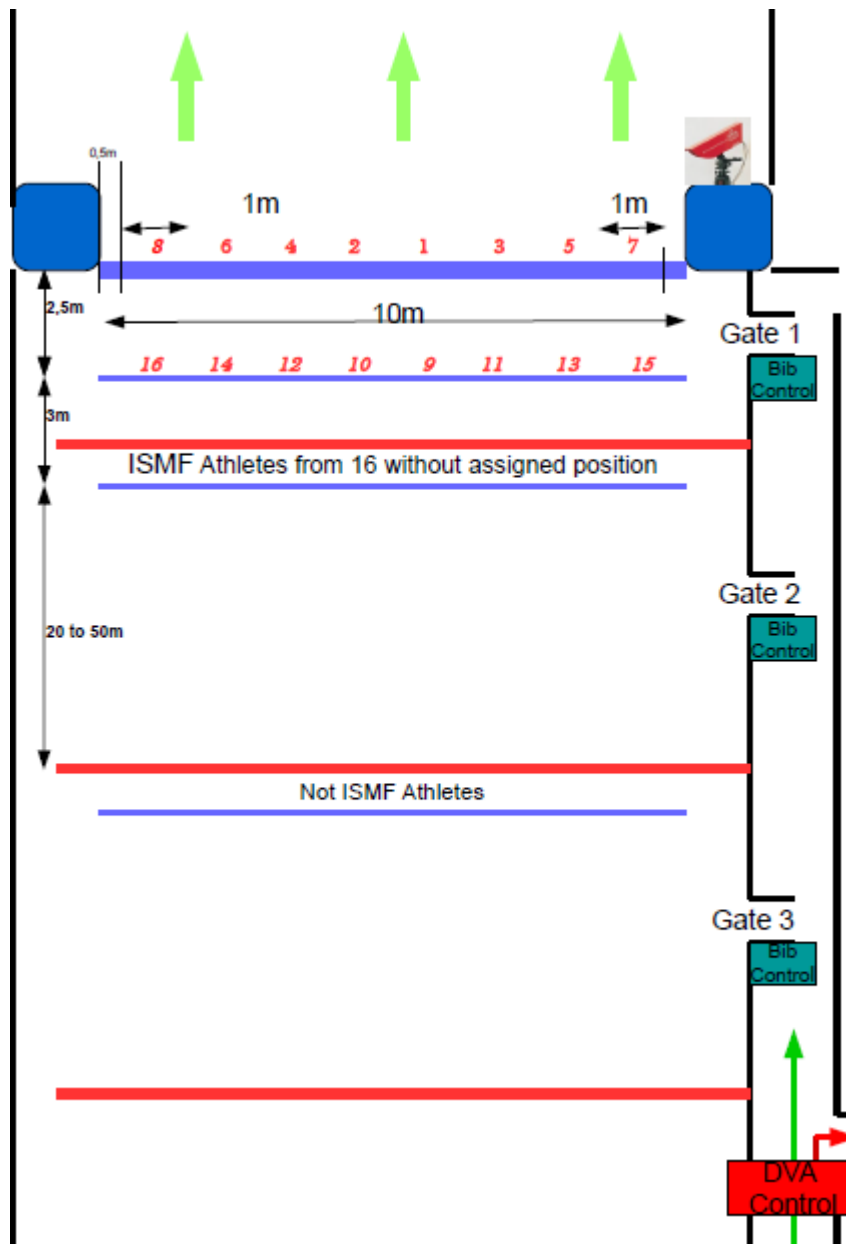 0,5m
1m 1m
8 6 4 2 1 3 5 7
2,5m
10m
Gate 1
16 14 12 10 9 11 13 15
Bib
Control
3m
ISMF Athletes from 16 without assigned position
Gate 2
Bib
Control
20 to 50m
Not ISMF Athletes
Gate 3
Bib
Control
DVA
Control